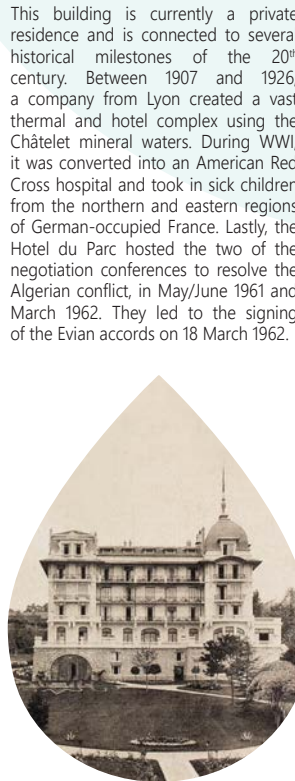 This building is currently a private
residence and is connected to several
historical milestones of the 20th
century. Between 1907 and 1926,
a company from Lyon created a vast
thermal and hotel complex using the
Châtelet mineral waters. During WWI,
it was converted into an American Red
Cross hospital and took in sick children
from the northern and eastern regions
of German-occupied France. Lastly, the
Hotel du Parc hosted the two of the
negotiation conferences to resolve the
Algerian conflict, in May/June 1961 and
March 1962. They led to the signing
of the Evian accords on 18 March 1962.